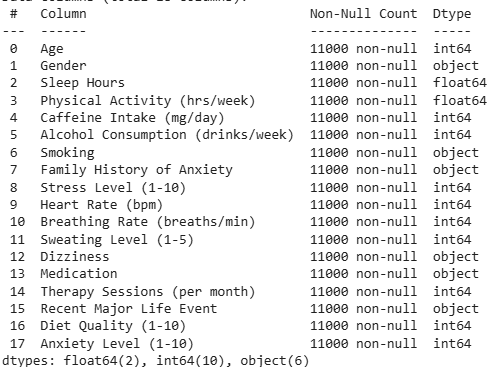 #   Column                            Non-Null Count  Dtype
---  ------                            --------------  -----
 0   Age                               11000 non-null  int64
 1   Gender                            11000 non-null  object
 2   Sleep Hours                       11000 non-null  float64
 3   Physical Activity (hrs/week)      11000 non-null  float64
 4   Caffeine Intake (mg/day)          11000 non-null  int64
 5   Alcohol Consumption (drinks/week) 11000 non-null  int64
 6   Smoking                           11000 non-null  object
 7   Family History of Anxiety         11000 non-null  object
 8   Stress Level (1-10)               11000 non-null  int64
 9   Heart Rate (bpm)                  11000 non-null  int64
 10  Breathing Rate (breaths/min)      11000 non-null  int64
 11  Sweating Level (1-5)              11000 non-null  int64
 12  Dizziness                         11000 non-null  object
 13  Medication                        11000 non-null  object
 14  Therapy Sessions (per month)      11000 non-null  int64
 15  Recent Major Life Event           11000 non-null  object
 16  Diet Quality (1-10)               11000 non-null  int64
 17  Anxiety Level (1-10)              11000 non-null  int64
dtypes: float64(2), int64(10), object(6)